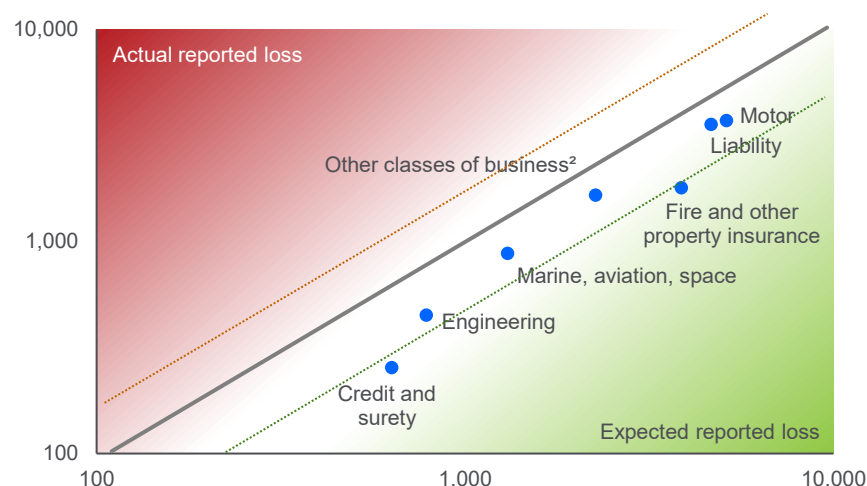 10,000
Actual reported loss
Motor
Liability
Other classes of business²
Fire and other
property insurance
1,000
Marine, aviation, space
Engineering
Credit and
surety
Expected reported loss
100
100
1,000
10,000